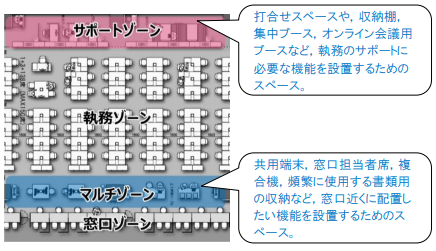 サポートゾーン
打合せスペースや，収納棚，
集中ブース，オンライン会議用
ブースなど，執務のサポートに
必要な機能を設置するための
スペース。
執務ゾーン
マルチゾーン
共用端末，窓口担当者席，複
合機，頻繁に使用する書類用
の収納など，窓口近くに配置し
たい機能を設置するためのス
ペース。
窓口ゾーン